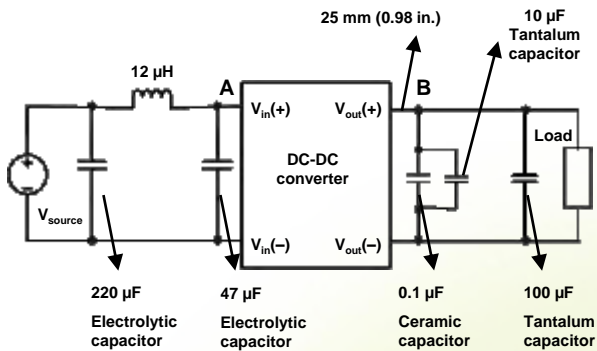 25 mm (0.98 in.)
10 µF
Tantalum
capacitor
12 µH
A
B
Vin(+)
Vout(+)
Load
DC-DC
converter
Vsource
Vin(–)
Vout(–)
220 µF
Electrolytic
capacitor
47 µF
Electrolytic
capacitor
0.1 µF
Ceramic
capacitor
100 µF
Tantalum
capacitor